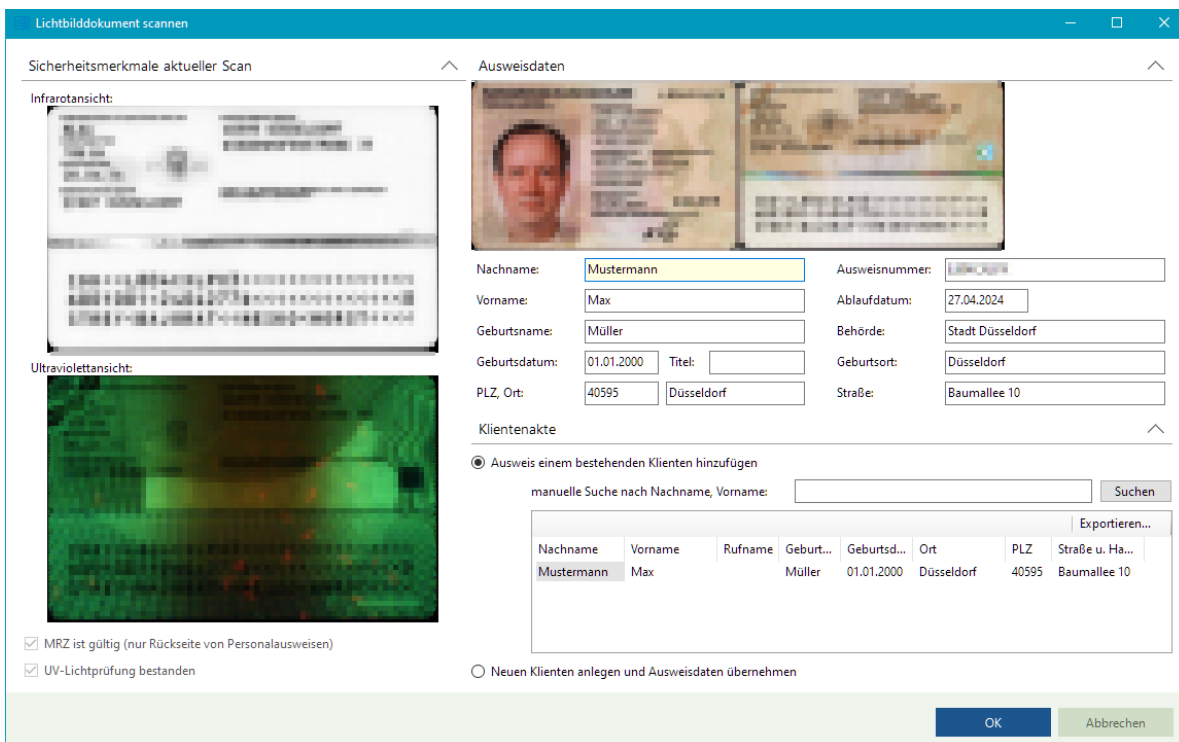 Lichtbilddokument scannen
Sicherheitsmerkmale aktueller Scan
Infrarotansicht:
Ultraviolettansicht:
MRZ ist gültig (nur Rückseite von Personalausweisen)
UV-Lichtprüfung bestanden
Ausweisdaten
Nachname: Mustermann Ausweisnummer:
Vorname: Max Ablaufdatum: 27.04.2024
Geburtsname: Müller Behörde: Stadt Düsseldorf
Geburtsdatum: 01.01.2000 Titel: Geburtsort: Düsseldorf
PLZ, Ort: 40595 Düsseldorf Straße: Baumallee 10
Klientenakte
Ausweis einem bestehenden Klienten hinzufügen
manuelle Suche nach Nachname, Vorname: Suchen
Exportieren...
Nachname Vorname Rufname Geburt... Geburtsd... Ort PLZ Straße u. Ha...
Mustermann Max Müller 01.01.2000 Düsseldorf 40595 Baumallee 10
Neuen Klienten anlegen und Ausweisdaten übernehmen
OK Abbrechen